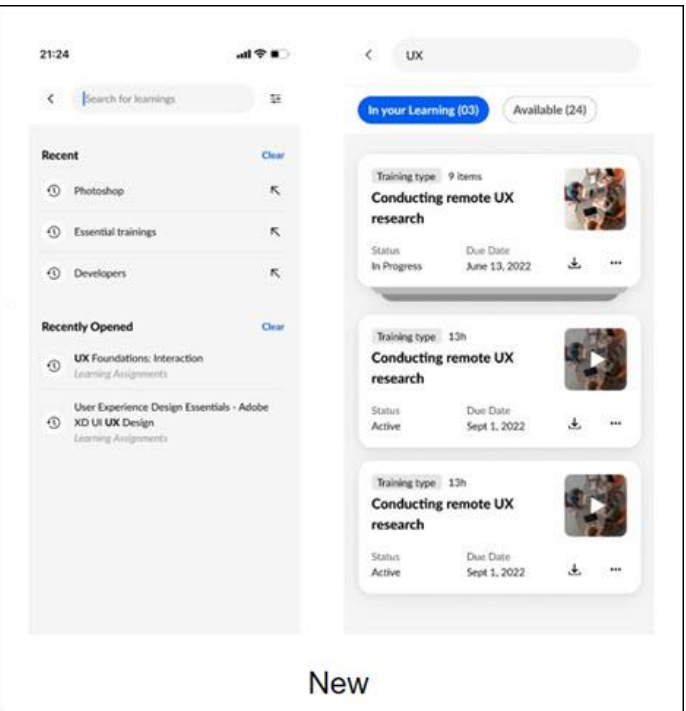 21:24
Search for learnings
Recent Clear
Photoshop
Essential trainings
Developers
Recently Opened Clear
UX Foundations: Interaction
Learning Assignments
User Experience Design Essentials - Adobe
XD UI UX Design
Learning Assignments
UX
In your Learning (03) Available (24)
Training type 9 items
Conducting remote UX
research
Status Due Date
In Progress June 13, 2022
Training type 13h
Conducting remote UX
research
Status Due Date
Active Sept 1, 2022
Training type 13h
Conducting remote UX
research
Status Due Date
Active Sept 1, 2022
New